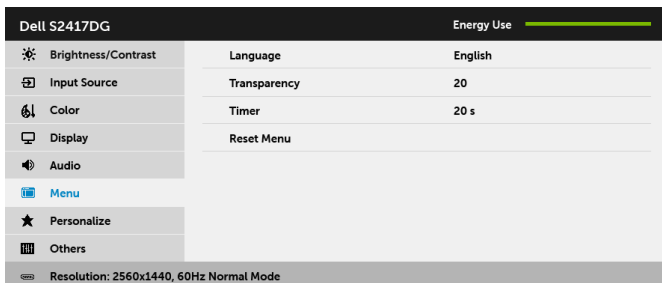 Dell S2417DG Energy Use
Brightness/Contrast Language English
Input Source Transparency 20
Color Timer 20 s
Display Reset Menu
Audio
Menu
Personalize
Others
Resolution: 2560x1440, 60Hz Normal Mode